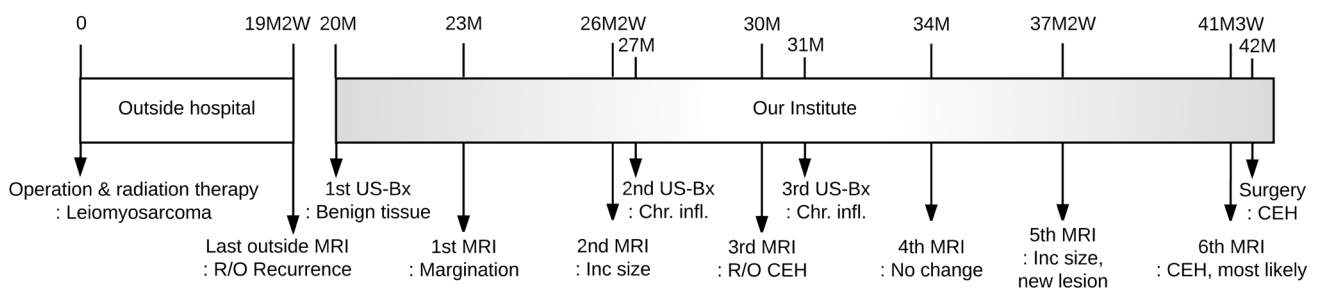 0
19M2W
20M
23M
26M2W
27M
30M
31M
34M
37M2W
41M3W
42M
Outside hospital
Our Institute
Operation & radiation therapy
: Leiomyosarcoma
Last outside MRI
: R/O Recurrence
1st US-Bx
: Benign tissue
1st MRI
: Margination
2nd MRI
: Inc size
2nd US-Bx
: Chr. infl.
3rd MRI
: R/O CEH
3rd US-Bx
: Chr. infl.
4th MRI
: No change
5th MRI
: Inc size,
new lesion
6th MRI
: CEH, most likely
Surgery
: CEH